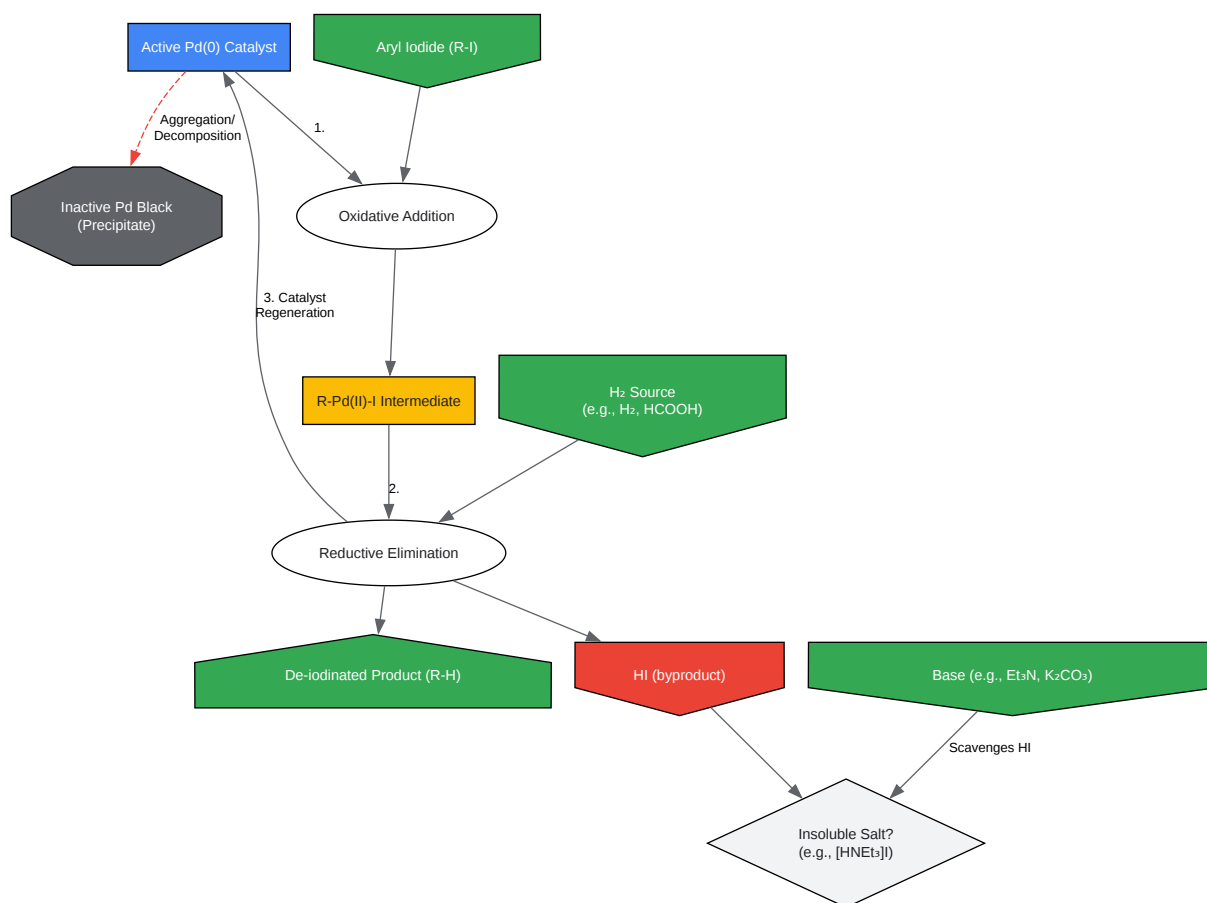 Active Pd(0) Catalyst
Aryl Iodide (R-I)
Aggregation/
Decomposition
1.
Inactive Pd Black
(Precipitate)
Oxidative Addition
3. Catalyst
Regeneration
R-Pd(II)-I Intermediate
H₂ Source
(e.g., H₂, HCOOH)
2.
Reductive Elimination
De-iodinated Product (R-H)
HI (byproduct)
Base (e.g., Et₃N, K₂CO₃)
Scavenges HI
Insoluble Salt?
(e.g., [HNEt₃]I)